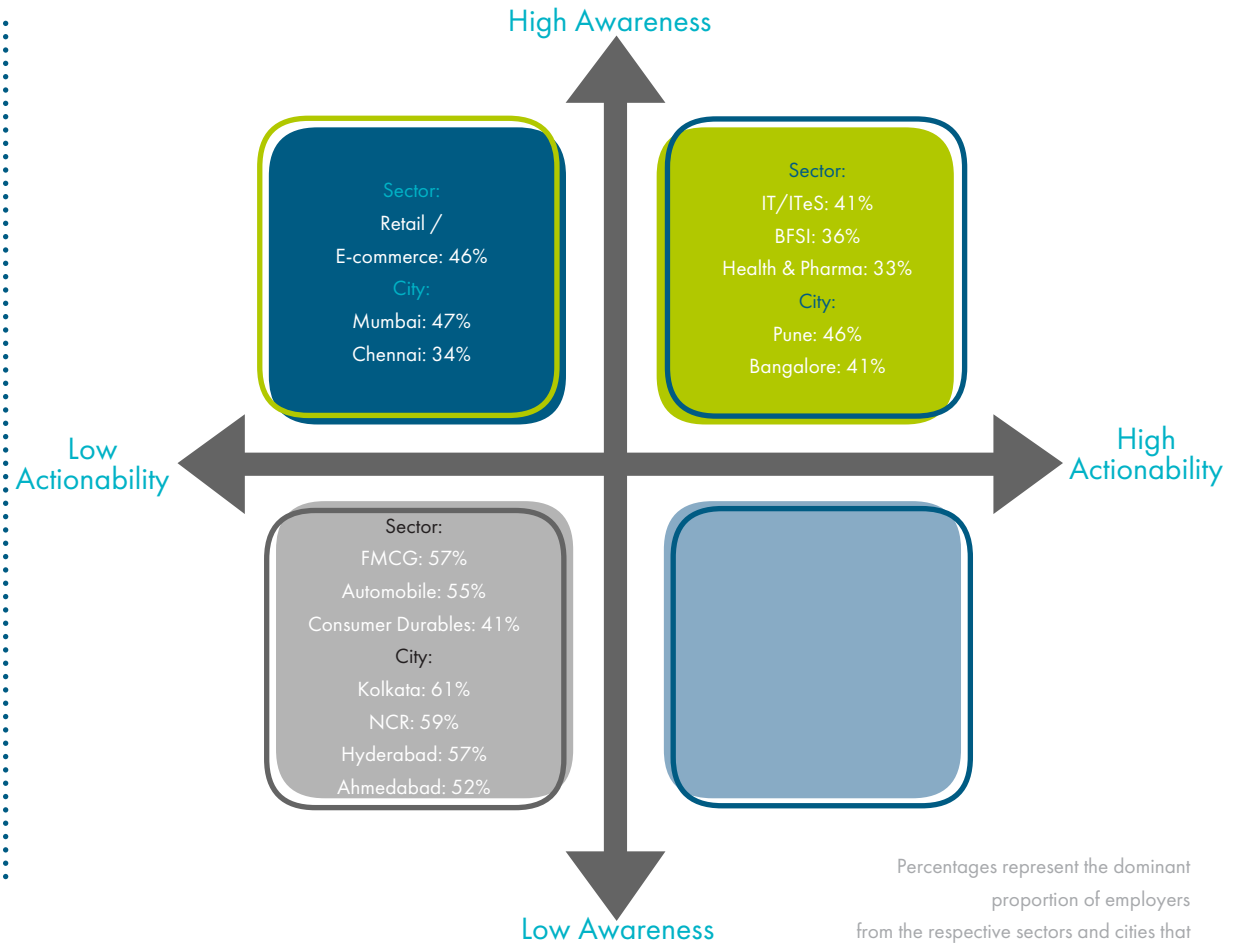 High Awareness
Sector:
Retail /
E-commerce: 46%
City:
Mumbai: 47%
Chennai: 34%
Sector:
IT/ITeS: 41%
BFSI: 36%
Health & Pharma: 33%
City:
Pune: 46%
Bangalore: 41%
Low
Actionability
High
Actionability
Sector:
FMCG: 57%
Automobile: 55%
Consumer Durables: 41%
City:
Kolkata: 61%
NCR: 59%
Hyderabad: 57%
Ahmedabad: 52%
Low Awareness
Percentages represent the dominant
proportion of employers
from the respective sectors and cities that